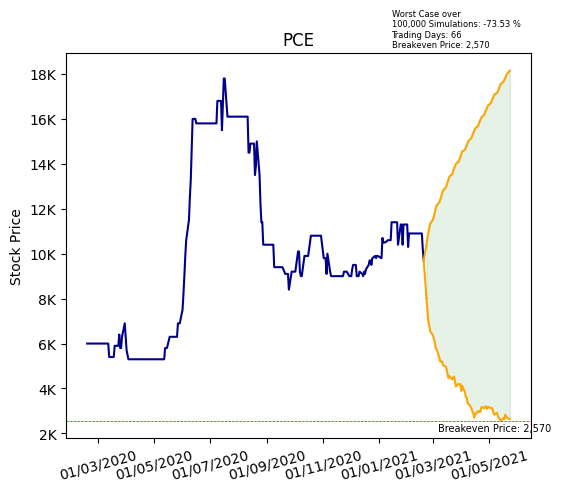 Worst Case over
100,000 Simulations: -73.53 %
Trading Days: 66
Breakeven Price: 2,570
PCE
Stock Price
18K
16K
14K
12K
10K
8K
6K
4K
2K
Breakeven Price: 2,570
01/03/2020 01/05/2020 01/07/2020 01/09/2020 01/11/2020 01/01/2021 01/03/2021 01/05/2021